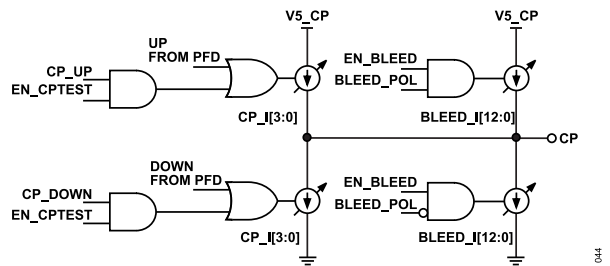 V5_CP
V5_CP
UP
FROM PFD
EN_BLEED
BLEED_POL
CP_UP
EN_CPTEST
CP_I[3:0]
BLEED_I[12:0]
CP
DOWN
FROM PFD
EN_BLEED
BLEED_POL
CP_DOWN
EN_CPTEST
CP_I[3:0]
BLEED_I[12:0]
044